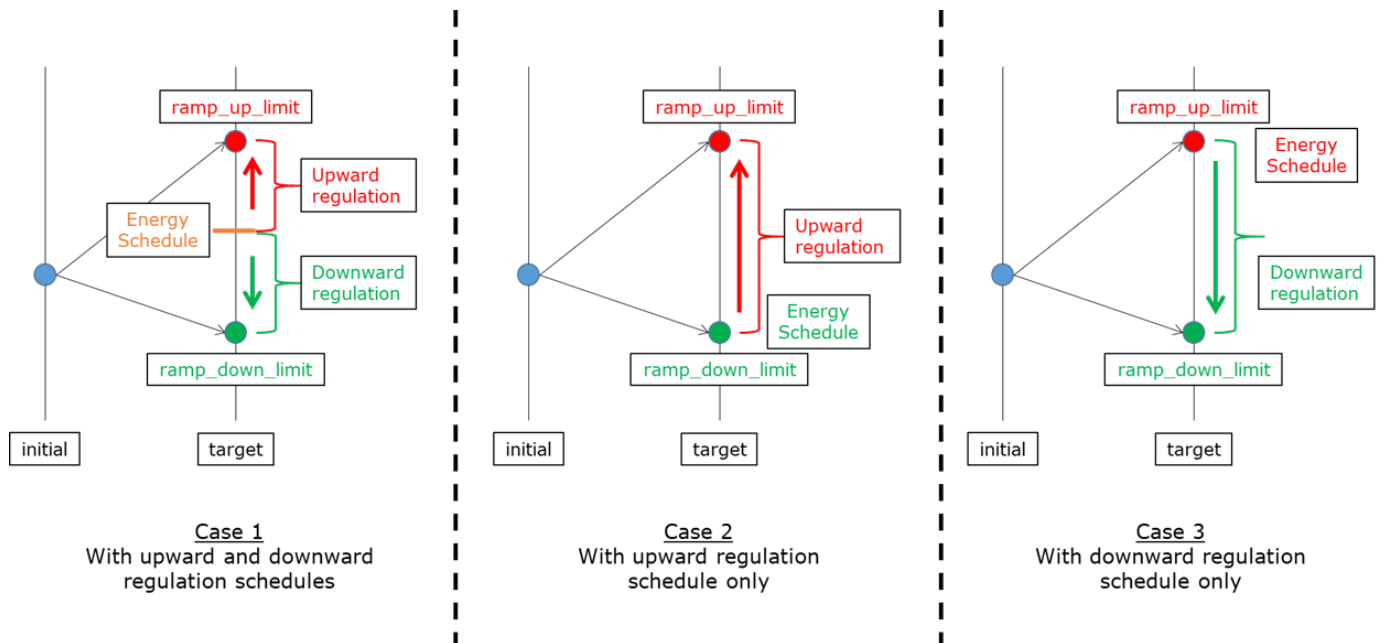 ramp_up_limit
Upward
regulation
Energy
Schedule
Downward
regulation
ramp_down_limit
initial
target
Case 1
With upward and downward
regulation schedules
ramp_up_limit
Upward
regulation
Energy
Schedule
ramp_down_limit
initial
target
Case 2
With upward regulation
schedule only
ramp_up_limit
Energy
Schedule
Downward
regulation
ramp_down_limit
initial
target
Case 3
With downward regulation
schedule only